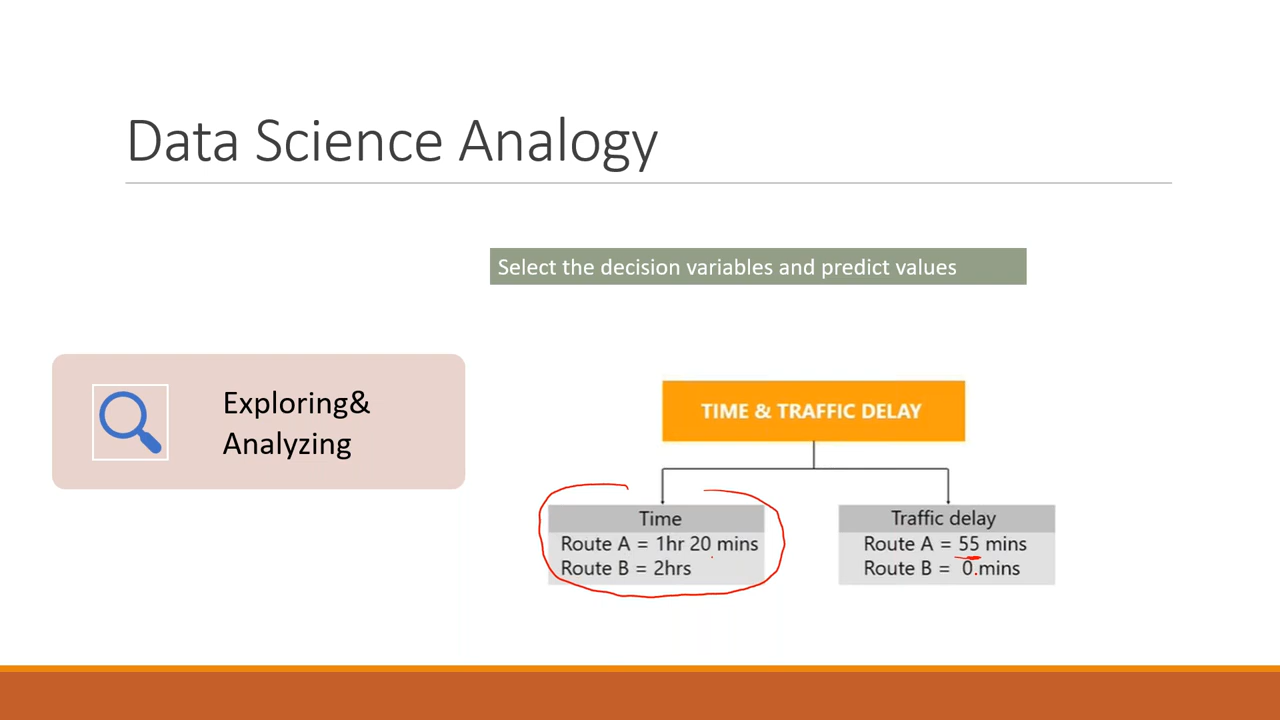 Data Science Analogy
Select the decision variables and predict values
Exploring&
Analyzing
TIME & TRAFFIC DELAY
Time
Route A = 1hr 20 mins
Route B = 2hrs
Traffic delay
Route A = 55 mins
Route B = 0 mins